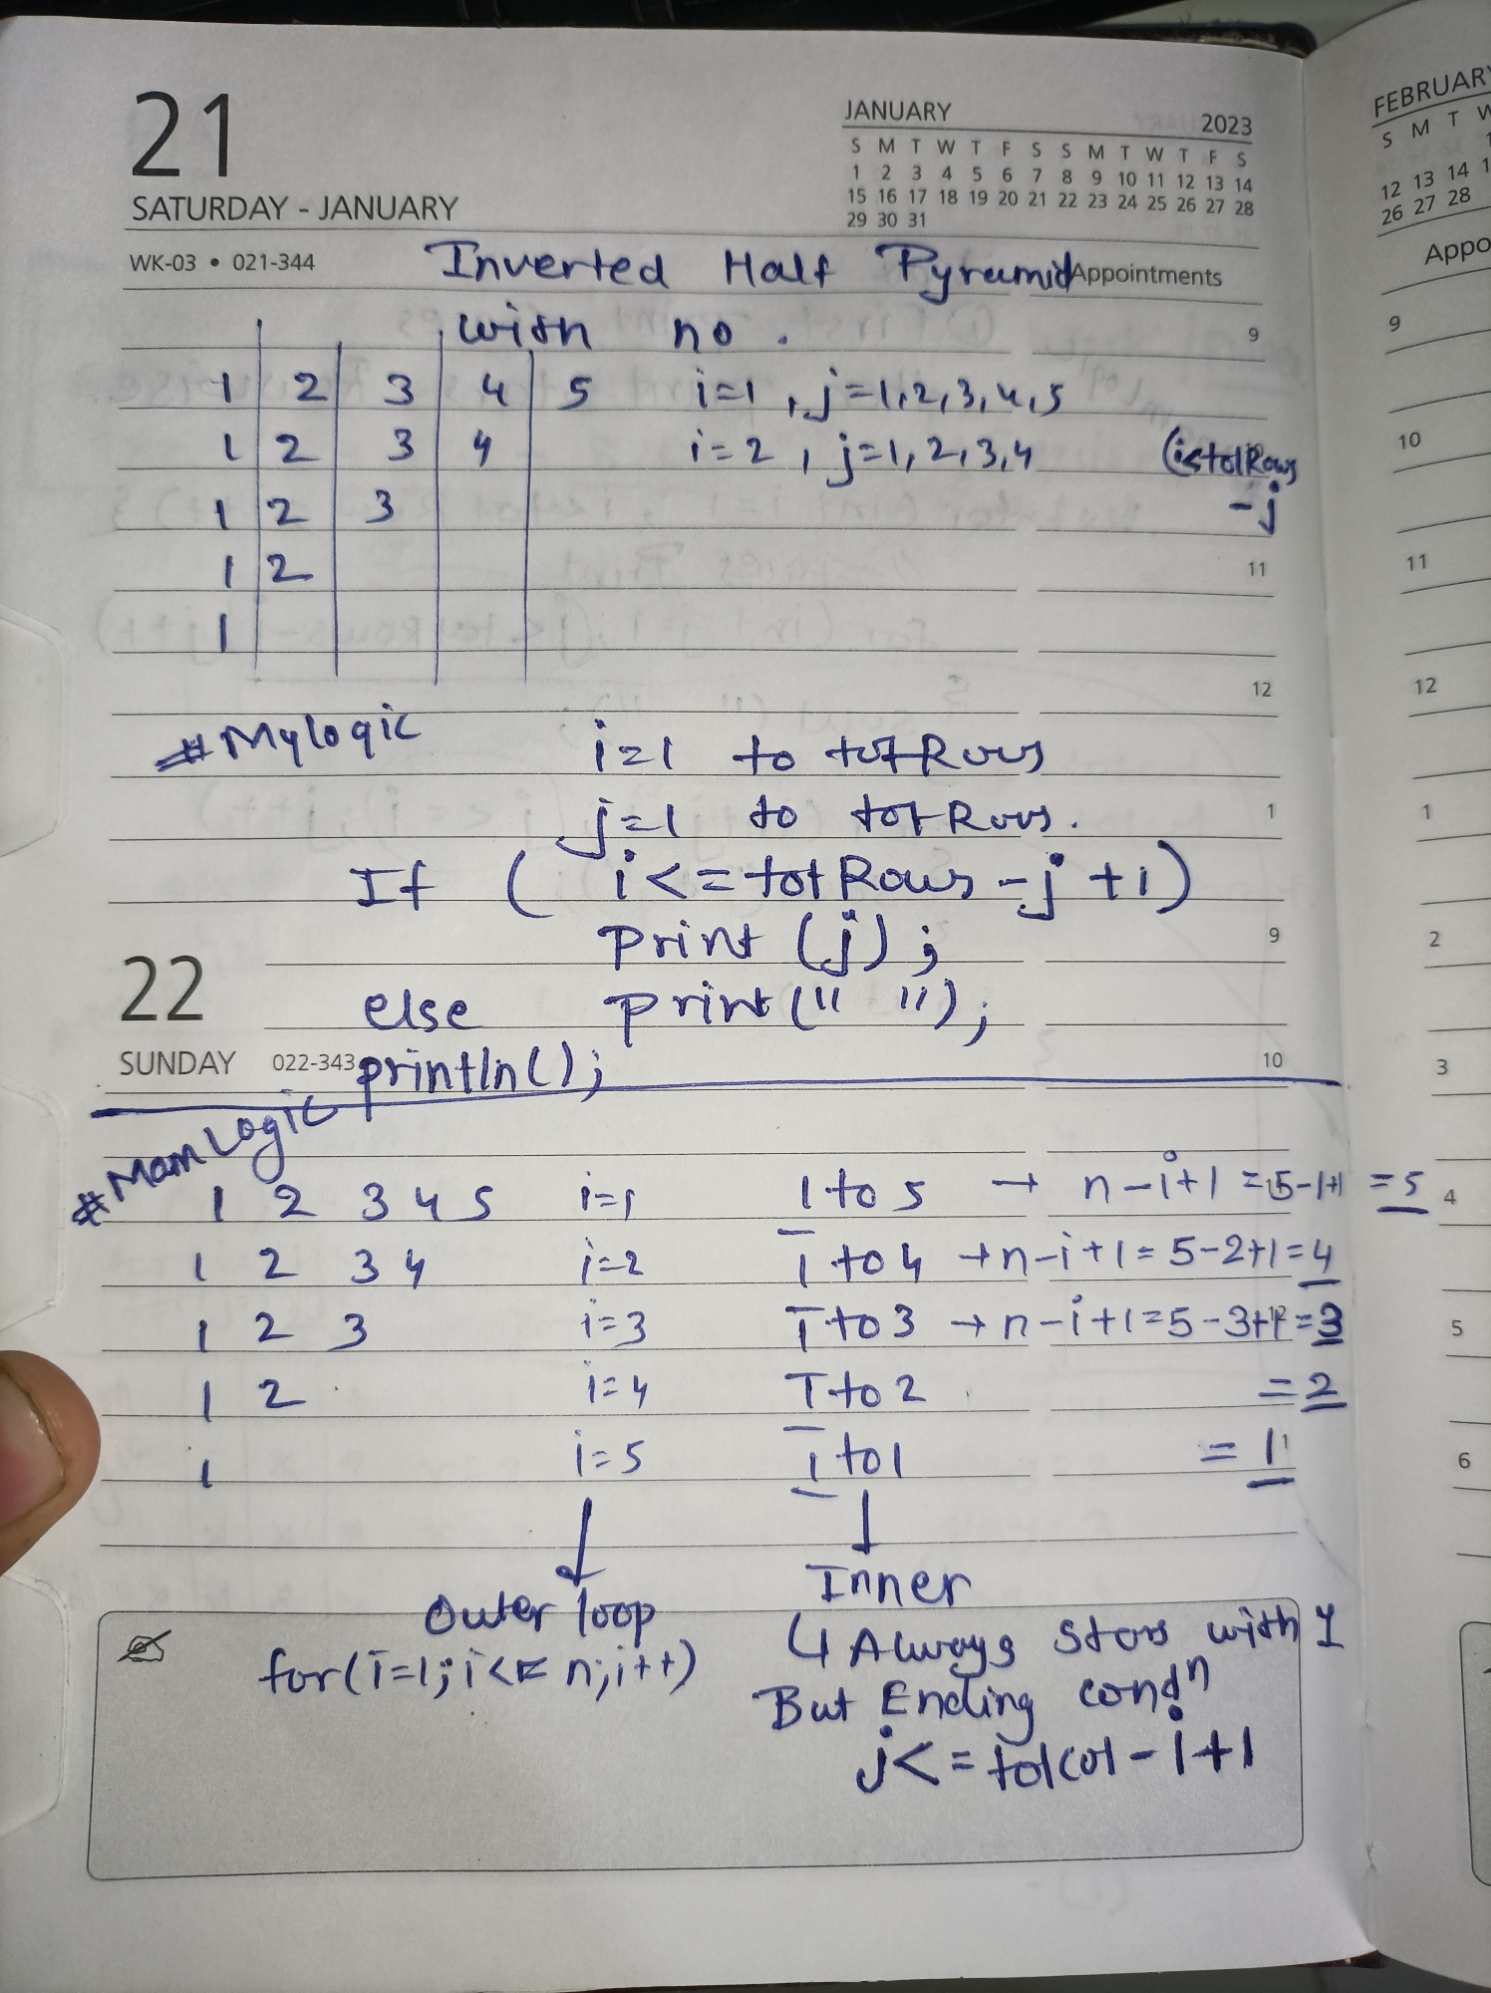 21
SATURDAY - JANUARY
JANUARY 2023
S M T W T F S S M T W T F S
1 2 3 4 5 6 7 8 9 10 11 12 13 14
15 16 17 18 19 20 21 22 23 24 25 26 27 28
29 30 31
WK-03 • 021-344
Appointments
Inverted Half Pyramid
with no.
9
1 2 3 4 5 i=1, j=1,2,3,4,5
1 2 3 4 i=2, j=1,2,3,4 (i≤totRows
-j
10
1 2 3
1 2
11
1
12
#Mylogic i=1 to totRows
j=1 to totRows.
1
If ( i<=totRows-j+1)
print (j);
9
22
else print(" ");
SUNDAY 022-343
println();
10
#Mam Logic
1 2 3 4 5 i=1 1 to 5 → n-i+1 = 5-1+1 = 5
1 2 3 4 i=2 1 to 4 → n-i+1 = 5-2+1 = 4
1 2 3 i=3 1 to 3 → n-i+1 = 5-3+1 = 3
1 2 i=4 1 to 2 = 2
1 i=5 1 to 1 = 1
Outer loop
for(i=1; i<= n; i++)
Inner
↳ Always stars with 1
But Ending condn
j<= totcol-i+1
FEBRUARY
S M T W
12 13 14
26 27 28
Appo
9
10
11
12
1
2
3
4
5
6